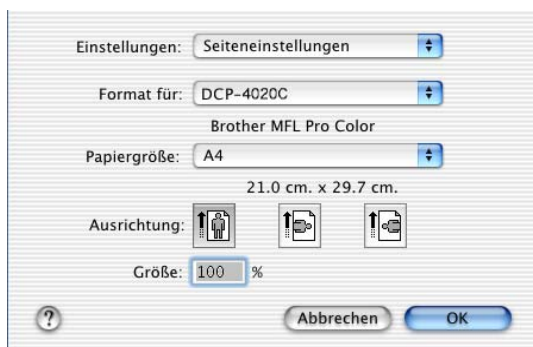 Einstellungen: Seiteneinstellungen
Format für: DCP-4020C
Brother MFL Pro Color
Papiergröße: A4
21.0 cm. x 29.7 cm.
Ausrichtung:
Größe: 100 %
? Abbrechen OK